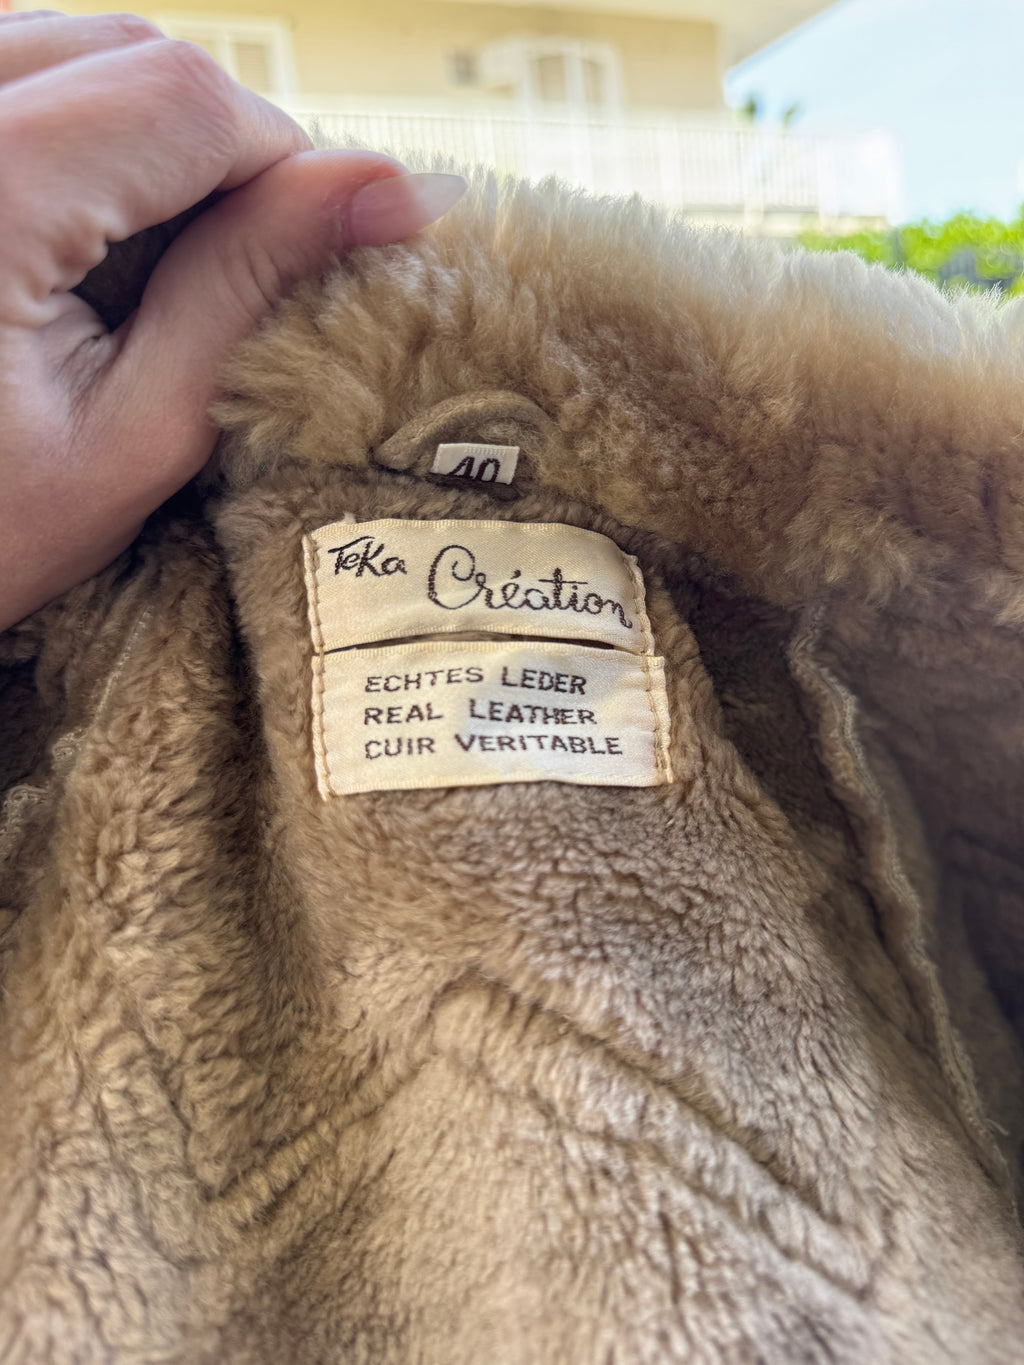 40
TeKa Création
ECHTES LEDER
REAL LEATHER
CUIR VERITABLE